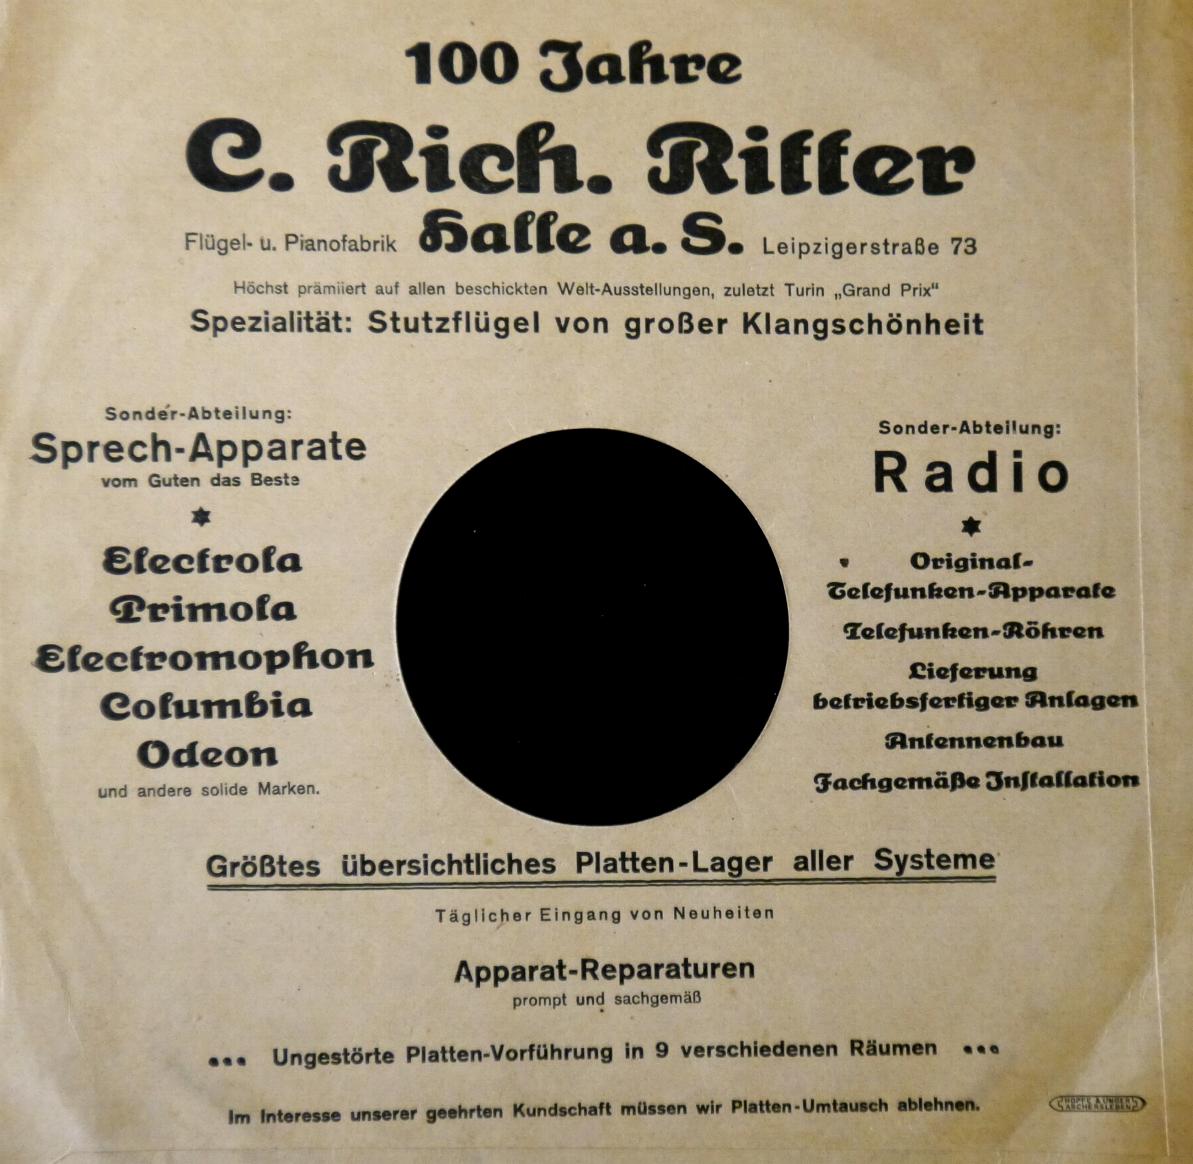 100 Jahre
C. Rich. Ritter
Flügel- u. Pianofabrik Halle a. S. Leipzigerstraße 73
Höchst prämiiert auf allen beschickten Welt-Ausstellungen, zuletzt Turin „Grand Prix“
Spezialität: Stutzflügel von großer Klangschönheit
Sonder-Abteilung:
Sprech-Apparate
vom Guten das Beste
Electrola
Primola
Electromophon
Columbia
Odeon
und andere solide Marken.
Sonder-Abteilung:
Radio
Original-
Telefunken-Apparate
Telefunken-Röhren
Lieferung
betriebsfertiger Anlagen
Antennenbau
Fachgemäße Installation
Größtes übersichtliches Platten-Lager aller Systeme
Täglicher Eingang von Neuheiten
Apparat-Reparaturen
prompt und sachgemäß
... Ungestörte Platten-Vorführung in 9 verschiedenen Räumen ...
Im Interesse unserer geehrten Kundschaft müssen wir Platten-Umtausch ablehnen.
ASCHERSLEBEN